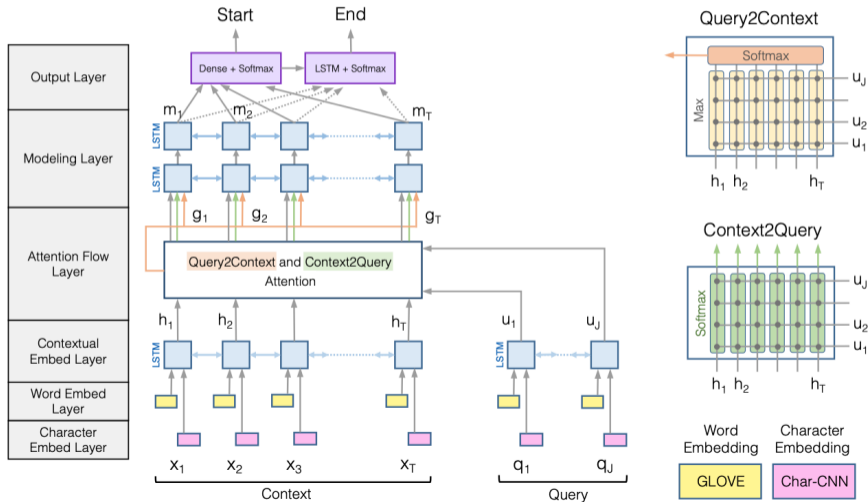 Start
End
Query2Context
Output Layer
Dense + Softmax
LSTM + Softmax
Softmax
Max
u_J
u_2
u_1
h_1
h_2
h_T
m_1
m_2
m_T
Modeling Layer
LSTM
LSTM
g_1
g_2
g_T
Attention Flow
Layer
Query2Context and Context2Query
Attention
Context2Query
Softmax
u_J
u_2
u_1
h_1
h_2
h_T
h_1
h_2
h_T
u_1
u_J
Contextual
Embed Layer
LSTM
LSTM
Word Embed
Layer
Character
Embed Layer
x_1
x_2
x_3
x_T
q_1
q_J
Context
Query
Word
Embedding
Character
Embedding
GLOVE
Char-CNN